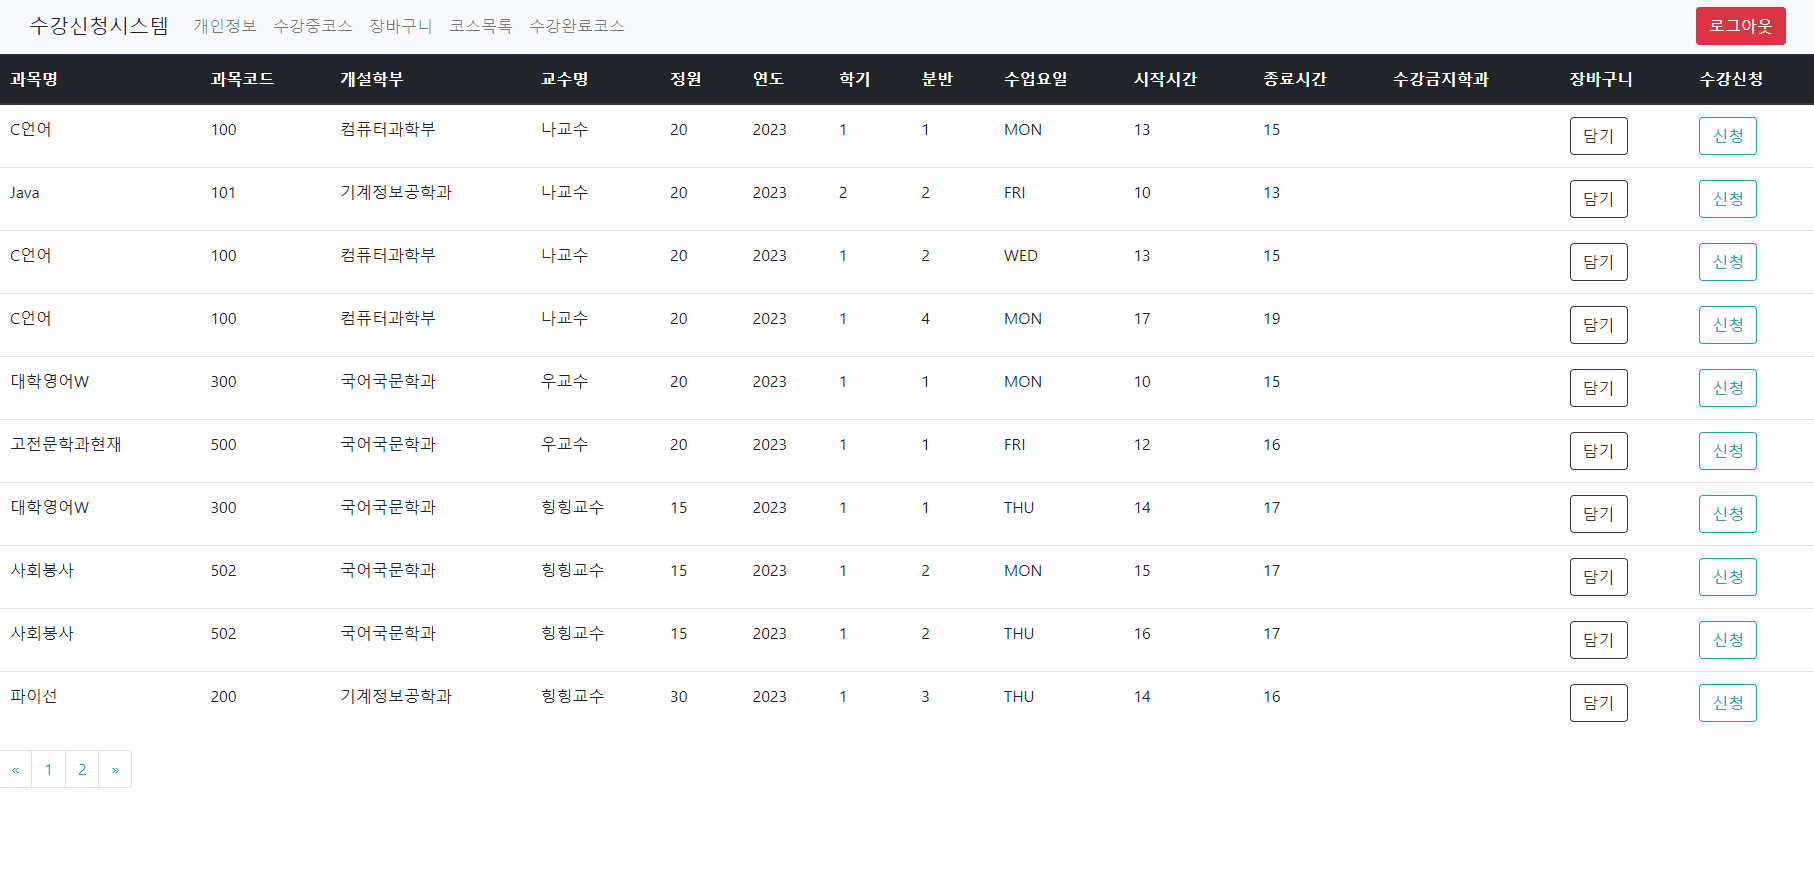 수강신청시스템 개인정보 수강중코스 장바구니 코스목록 수강완료코스 로그아웃
과목명 과목코드 개설학부 교수명 정원 연도 학기 분반 수업요일 시작시간 종료시간 수강금지학과 장바구니 수강신청
C언어 100 컴퓨터과학부 나교수 20 2023 1 1 MON 13 15 담기 신청
Java 101 기계정보공학과 나교수 20 2023 2 2 FRI 10 13 담기 신청
C언어 100 컴퓨터과학부 나교수 20 2023 1 2 WED 13 15 담기 신청
C언어 100 컴퓨터과학부 나교수 20 2023 1 4 MON 17 19 담기 신청
대학영어W 300 국어국문학과 우교수 20 2023 1 1 MON 10 15 담기 신청
고전문학과현재 500 국어국문학과 우교수 20 2023 1 1 FRI 12 16 담기 신청
대학영어W 300 국어국문학과 힝힝교수 15 2023 1 1 THU 14 17 담기 신청
사회봉사 502 국어국문학과 힝힝교수 15 2023 1 2 MON 15 17 담기 신청
사회봉사 502 국어국문학과 힝힝교수 15 2023 1 2 THU 16 17 담기 신청
파이선 200 기계정보공학과 힝힝교수 30 2023 1 3 THU 14 16 담기 신청
« 1 2 »